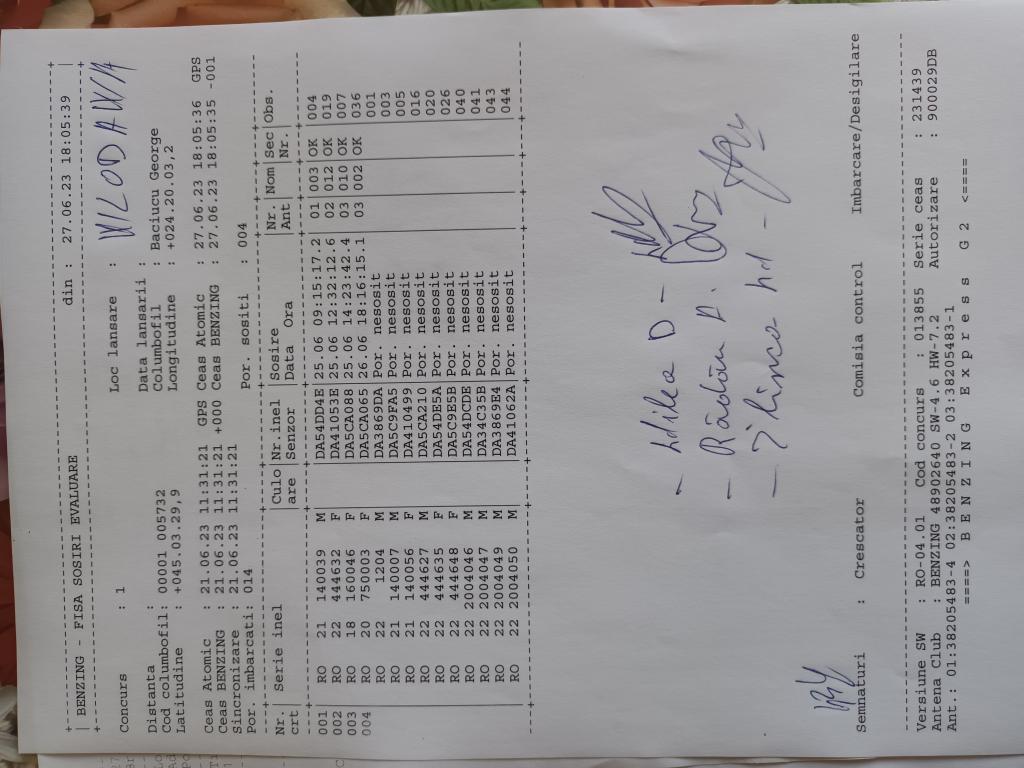 BENZING - FISA SOSIRI EVALUARE din : 27.06.23 18:05:39
Concurs : 1 Loc lansare : WLODAWA
Distanta : Data lansarii :
Cod columbofil: 00001 005732 Columbofil : Baciucu George
Latitudine : +045.03.29,9 Longitudine : +024.20.03,2
Ceas Atomic : 21.06.23 11:31:21 GPS Ceas Atomic : 27.06.23 18:05:36 GPS
Ceas BENZING : 21.06.23 11:31:21 +000 Ceas BENZING : 27.06.23 18:05:35 -001
Sincronizare : 21.06.23 11:31:21
Por. imbarcati: 014 Por. sositi : 004
Nr.| Serie inel |Culo|Nr.inel |Sosire |Nr. |Nom |Sec |Obs.
crt| |are |Senzor |Data Ora |Ant | |Nr. |
001 RO 21 140039 M DA54DD4E 25.06 09:15:17.2 01 003 OK 004
002 RO 22 444632 F DA41053E 25.06 12:32:12.6 02 012 OK 019
003 RO 18 160046 F DA5CA088 25.06 14:23:42.4 03 010 OK 007
004 RO 20 750003 F DA5CA065 26.06 18:16:15.1 03 002 OK 036
RO 22 1204 M DA3869DA Por. nesosit 001
RO 21 140007 M DA5C9FA5 Por. nesosit 003
RO 21 140056 F DA410499 Por. nesosit 005
RO 22 444627 M DA5CA210 Por. nesosit 016
RO 22 444635 F DA54DE5A Por. nesosit 020
RO 22 444648 F DA5C9E5B Por. nesosit 026
RO 22 2004046 M DA54DCDE Por. nesosit 040
RO 22 2004047 M DA34C35B Por. nesosit 041
RO 22 2004049 M DA3869E4 Por. nesosit 043
RO 22 2004050 M DA41062A Por. nesosit 044
D -
Semnaturi : Crescator Comisia control Imbarcare/Desigilare
Versiune SW : RO-04.01 Cod concurs : 013855 Serie ceas : 231439
Antena Club : BENZING 48902640 SW-4.6 HW-7.2 Autorizare : 900029DB
Ant.: 01:38205483-4 02:38205483-2 03:38205483-1
====> B E N Z I N G E x p r e s s G 2 <====